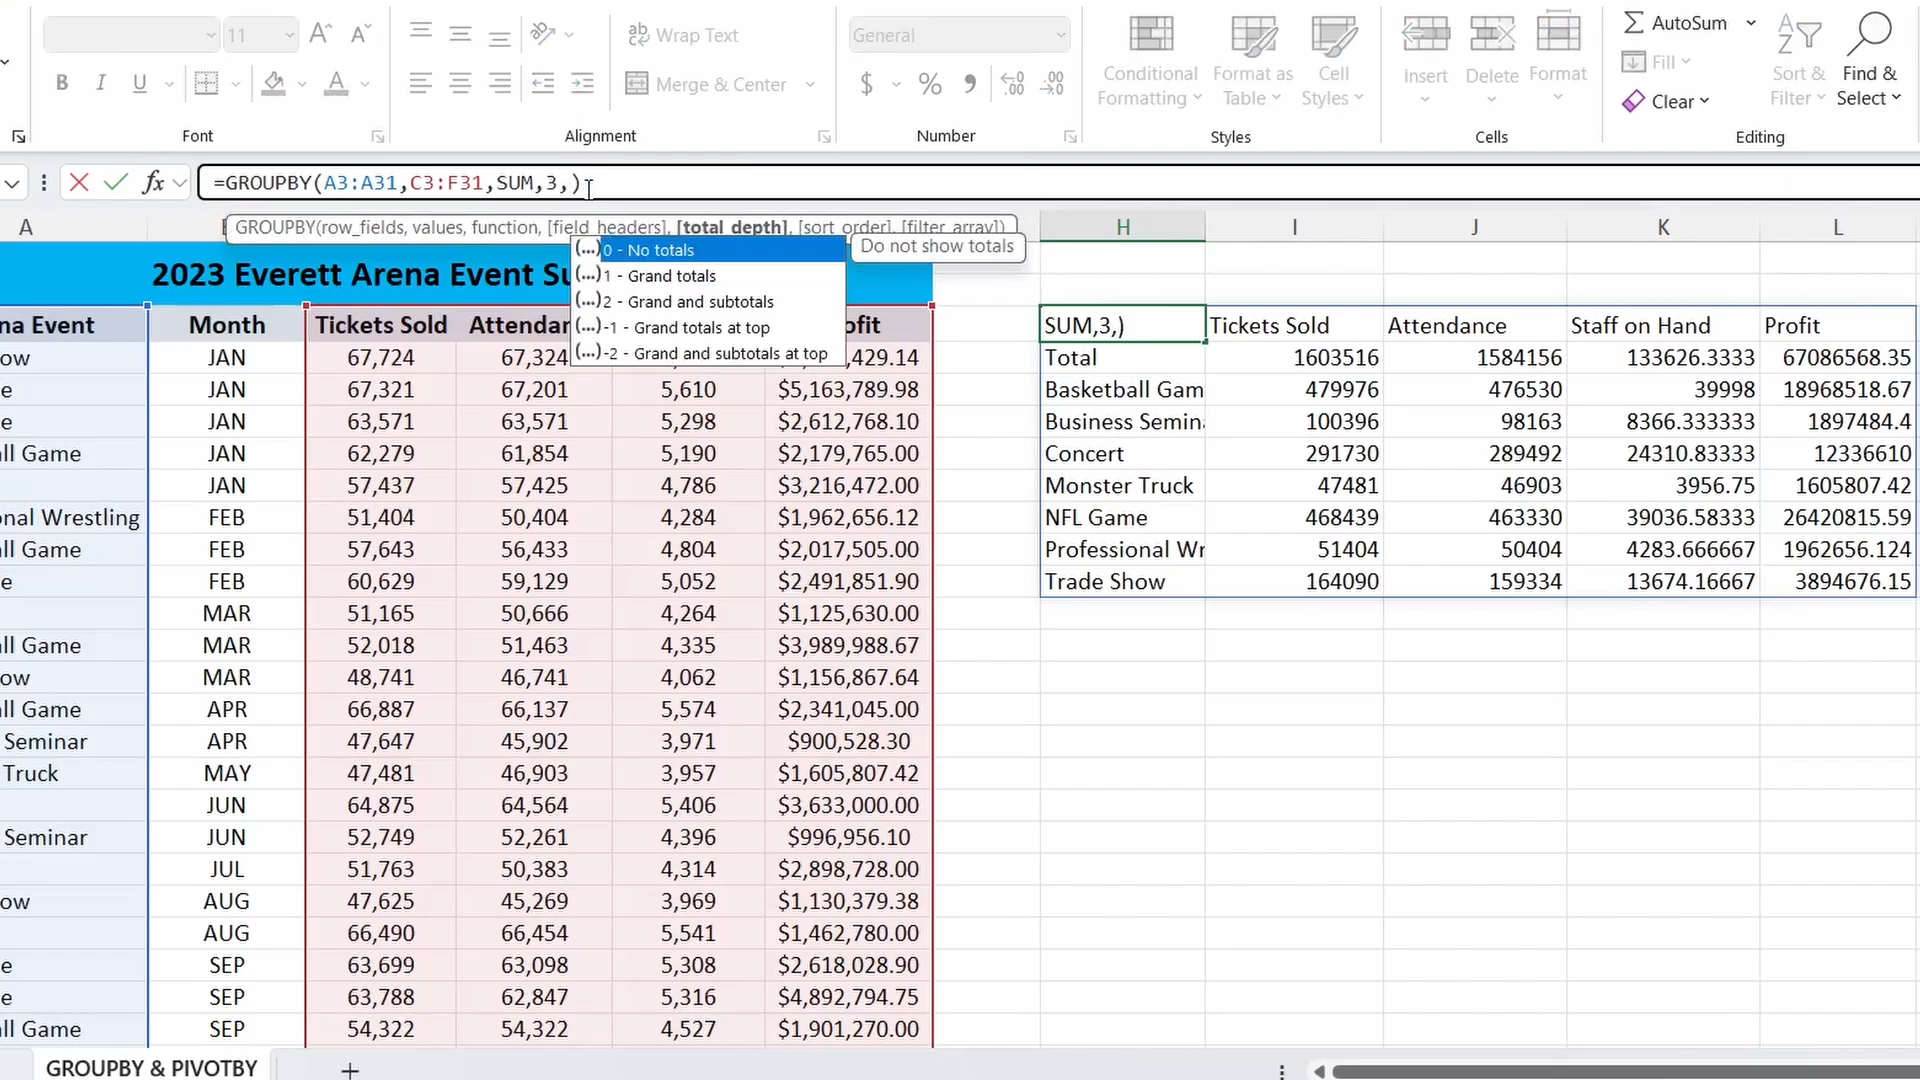 11 A^ Aˇ ab Wrap Text General AutoSum
B I U A Merge & Center $ % , Conditional Formatting Format as Table Cell Styles Insert Delete Format Fill Clear Sort & Filter Find & Select
Font Alignment Number Styles Cells Editing
fx =GROUPBY(A3:A31,C3:F31,SUM,3,)
GROUPBY(row_fields, values, function, [field_headers], [total_depth], [sort_order], [filter_array])
A H I J K L
(...) 0 - No totals
Do not show totals
(...) 1 - Grand totals
(...) 2 - Grand and subtotals
(...) -1 - Grand totals at top
(...) -2 - Grand and subtotals at top
2023 Everett Arena Event Su
na Event Month Tickets Sold Attendan ofit SUM,3,) Tickets Sold Attendance Staff on Hand Profit
ow JAN 67,724 67,324 429.14 Total 1603516 1584156 133626.3333 67086568.35
e JAN 67,321 67,201 5,610 $5,163,789.98 Basketball Gam 479976 476530 39998 18968518.67
e JAN 63,571 63,571 5,298 $2,612,768.10 Business Semina 100396 98163 8366.333333 1897484.4
ll Game JAN 62,279 61,854 5,190 $2,179,765.00 Concert 291730 289492 24310.83333 12336610
JAN 57,437 57,425 4,786 $3,216,472.00 Monster Truck 47481 46903 3956.75 1605807.42
onal Wrestling FEB 51,404 50,404 4,284 $1,962,656.12 NFL Game 468439 463330 39036.58333 26420815.59
ll Game FEB 57,643 56,433 4,804 $2,017,505.00 Professional Wr 51404 50404 4283.666667 1962656.124
e FEB 60,629 59,129 5,052 $2,491,851.90 Trade Show 164090 159334 13674.16667 3894676.15
MAR 51,165 50,666 4,264 $1,125,630.00
ll Game MAR 52,018 51,463 4,335 $3,989,988.67
ow MAR 48,741 46,741 4,062 $1,156,867.64
ll Game APR 66,887 66,137 5,574 $2,341,045.00
Seminar APR 47,647 45,902 3,971 $900,528.30
Truck MAY 47,481 46,903 3,957 $1,605,807.42
JUN 64,875 64,564 5,406 $3,633,000.00
Seminar JUN 52,749 52,261 4,396 $996,956.10
JUL 51,763 50,383 4,314 $2,898,728.00
ow AUG 47,625 45,269 3,969 $1,130,379.38
AUG 66,490 66,454 5,541 $1,462,780.00
e SEP 63,699 63,098 5,308 $2,618,028.90
e SEP 63,788 62,847 5,316 $4,892,794.75
ll Game SEP 54,322 54,322 4,527 $1,901,270.00
GROUPBY & PIVOTBY +